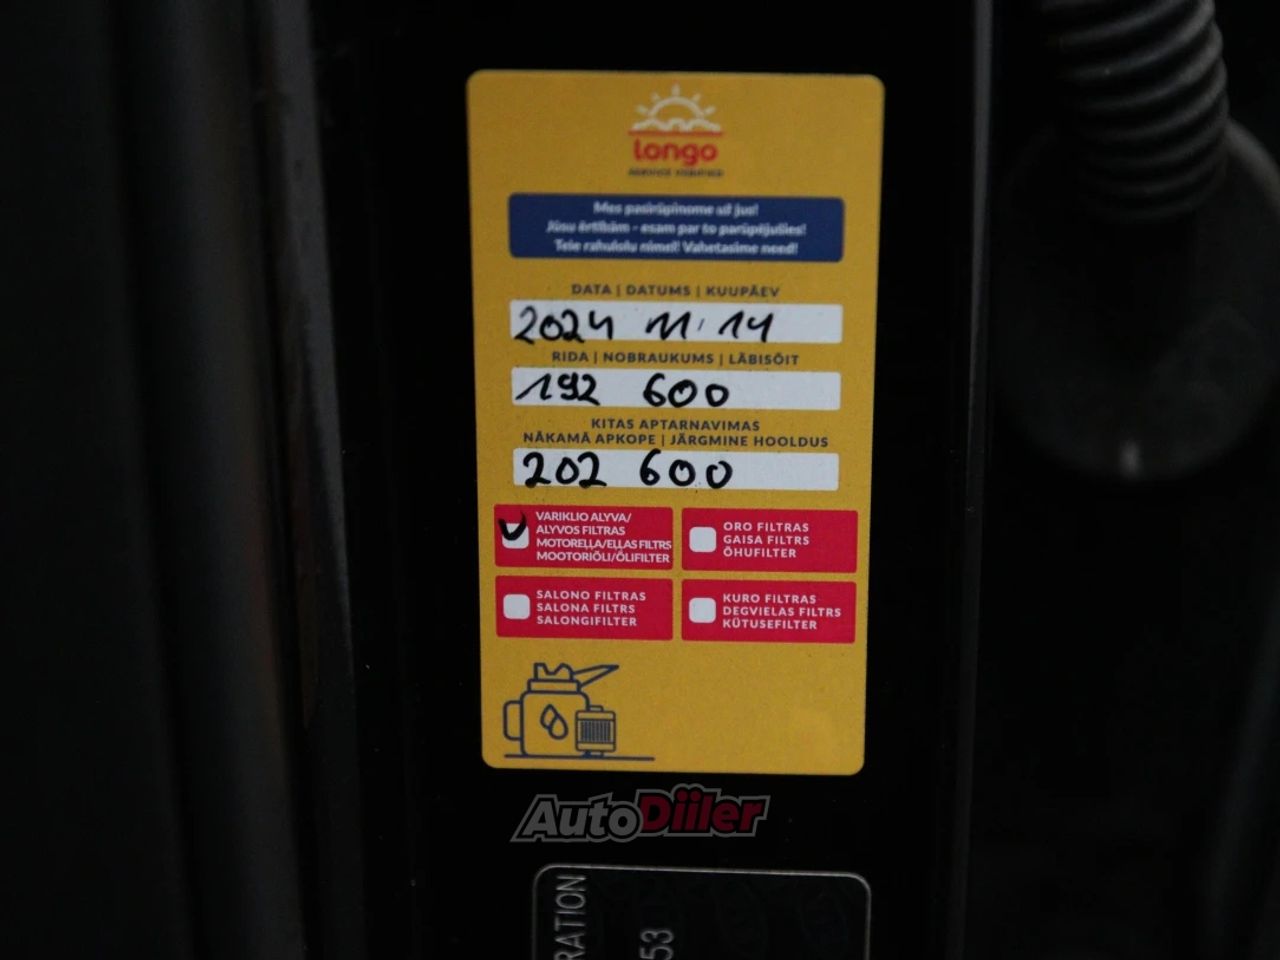 longo
Mes pasirūpinome už jus!
Jūsu ērtībām - esam par to parūpējušies!
Teie rahulolu nimel! Vahetasime need!
DATA | DATUMS | KUUPÄEV
2024 11. 14
RIDA | NOBRAUKUMS | LÄBISÕIT
192 600
KITAS APTARNAVIMAS
NĀKAMĀ APKOPE | JÄRGMINE HOOLDUS
202 600
VARIKLIO ALYVA/
ALYVOS FILTRAS
MOTOREĻĻA/EĻĻAS FILTRS
MOOTORIÕLI/ÕLIFILTER
ORO FILTRAS
GAISA FILTRS
ÕHUFILTER
SALONO FILTRAS
SALONA FILTRS
SALONGIFILTER
KURO FILTRAS
DEGVIELAS FILTRS
KÜTUSEFILTER
AutoDiiler
RATION
53